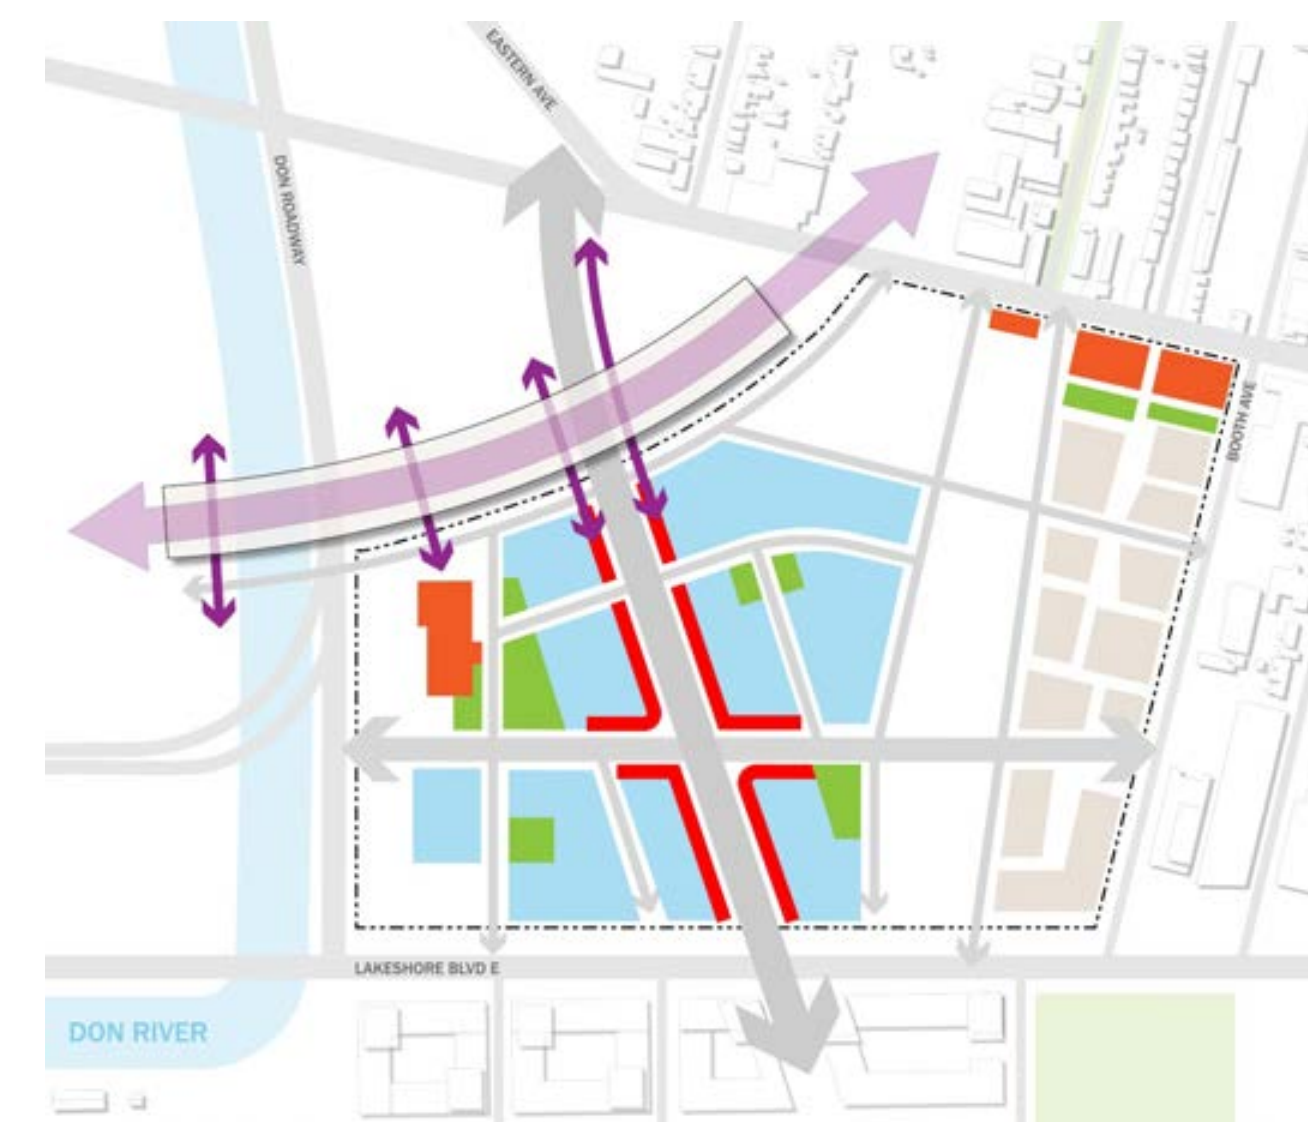 EASTERN AVE
DON ROADWAY
BOOTH AVE
LAKESHORE BLVD E
DON RIVER